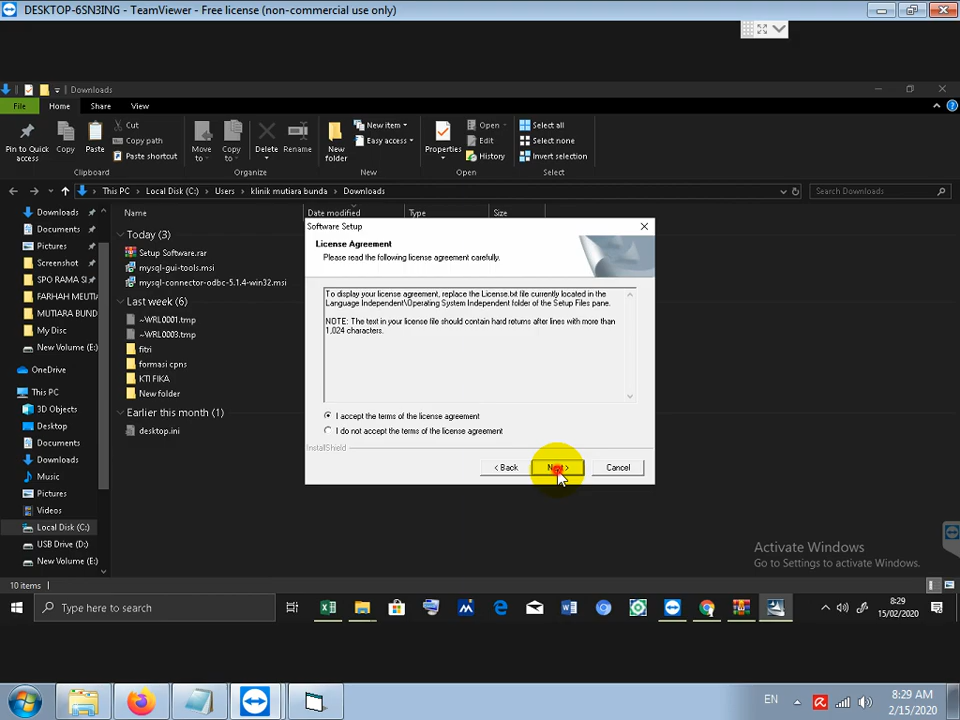 DESKTOP-6SN3ING - TeamViewer - Free license (non-commercial use only)
Downloads
File Home Share View
Pin to Quick access
Copy
Paste
Cut
Copy path
Paste shortcut
Clipboard
Move to
Copy to
Delete
Rename
Organize
New folder
New item
Easy access
New
Properties
Open
Edit
History
Open
Select all
Select none
Invert selection
Select
This PC Local Disk (C:) Users klinik mutiara bunda Downloads
Search Downloads
Downloads
Documents
Pictures
Screenshot
SPO RAMA SI
FARHAH MEUTI
MUTIARA BUND
My Disc
New Volume (E:)
OneDrive
This PC
3D Objects
Desktop
Documents
Downloads
Music
Pictures
Videos
Local Disk (C:)
USB Drive (D:)
New Volume (E:)
Name Date modified Type Size
Today (3)
Setup Software.rar
mysql-gui-tools.msi
mysql-connector-odbc-5.1.4-win32.msi
Last week (6)
~WRL0001.tmp
~WRL0003.tmp
fitri
formasi cpns
KTI FIKA
New folder
Earlier this month (1)
desktop.ini
Software Setup
License Agreement
Please read the following license agreement carefully.
To display your license agreement, replace the License.txt file currently located in the
Language Independent\Operating System Independent folder of the Setup Files pane.
NOTE: The text in your license file should contain hard returns after lines with more than
1,024 characters.
I accept the terms of the license agreement
I do not accept the terms of the license agreement
InstallShield
< Back
Next >
Cancel
Activate Windows
Go to Settings to activate Windows.
10 items
Type here to search
8:29
15/02/2020
EN
8:29 AM
2/15/2020